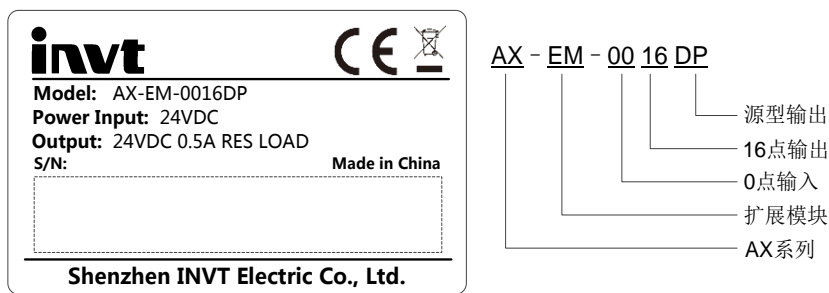 invt
CE
Model: AX-EM-0016DP
Power Input: 24VDC
Output: 24VDC 0.5A RES LOAD
S/N: Made in China
Shenzhen INVT Electric Co., Ltd.
AX - EM - 00 16 DP
源型输出
16点输出
0点输入
扩展模块
AX系列